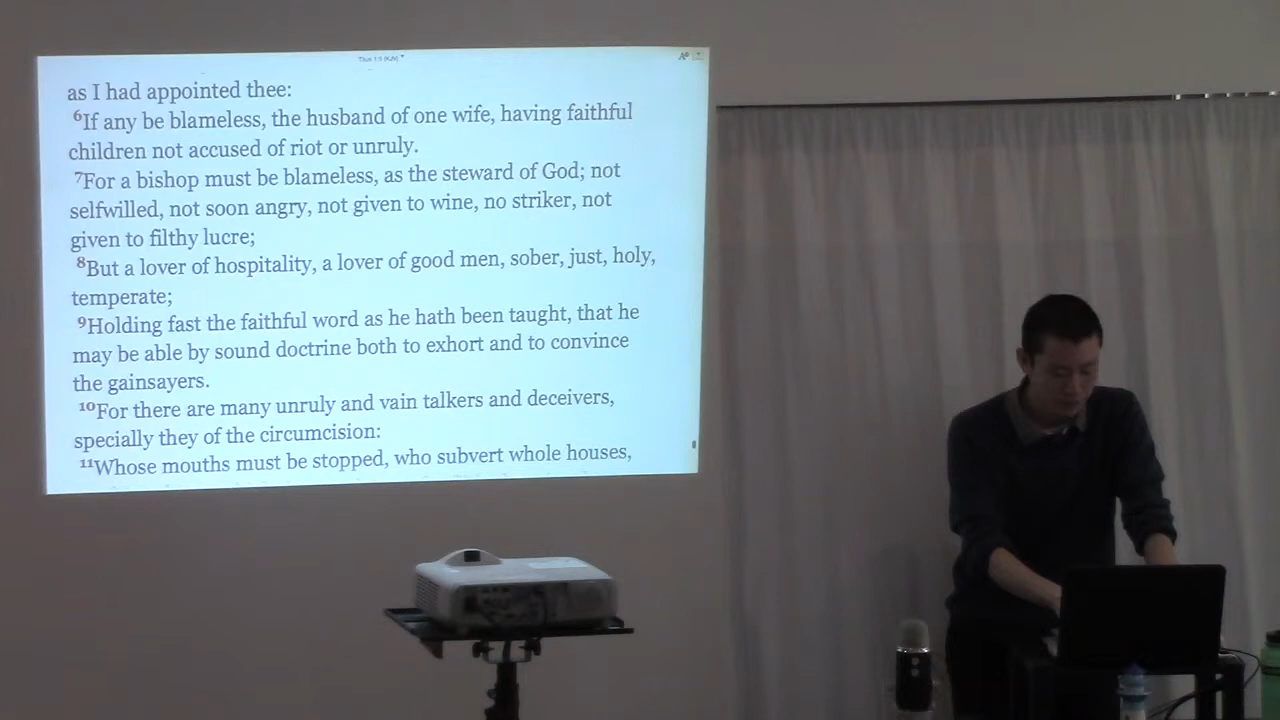 Titus 1:5 (KJV)
as I had appointed thee:
6If any be blameless, the husband of one wife, having faithful
children not accused of riot or unruly.
7For a bishop must be blameless, as the steward of God; not
selfwilled, not soon angry, not given to wine, no striker, not
given to filthy lucre;
8But a lover of hospitality, a lover of good men, sober, just, holy,
temperate;
9Holding fast the faithful word as he hath been taught, that he
may be able by sound doctrine both to exhort and to convince
the gainsayers.
10For there are many unruly and vain talkers and deceivers,
specially they of the circumcision:
11Whose mouths must be stopped, who subvert whole houses,